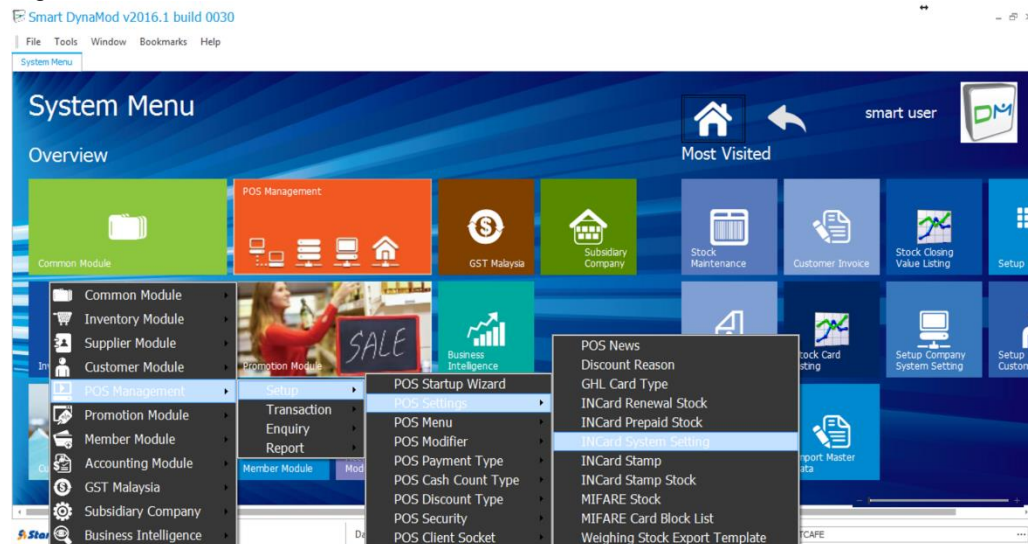 Smart DynaMod v2016.1 build 0030
File Tools Window Bookmarks Help
System Menu
System Menu
smart user
DM
Overview
Most Visited
Common Module
POS Management
GST Malaysia
Subsidiary
Company
Stock
Maintenance
Customer Invoice
Stock Closing
Value Listing
Setup
Promotion Module
SALE
Business
Intelligence
Setup Company
System Setting
Setup
Member Module
Common Module
Inventory Module
Supplier Module
Customer Module
POS Management
Promotion Module
Member Module
Accounting Module
GST Malaysia
Subsidiary Company
Business Intelligence
Setup
Transaction
Enquiry
Report
POS Startup Wizard
POS Settings
POS Menu
POS Modifier
POS Payment Type
POS Cash Count Type
POS Discount Type
POS Security
POS Client Socket
POS News
Discount Reason
GHL Card Type
INCard Renewal Stock
INCard Prepaid Stock
INCard System Setting
INCard Stamp
INCard Stamp Stock
MIFARE Stock
MIFARE Card Block List
Weighing Stock Export Template